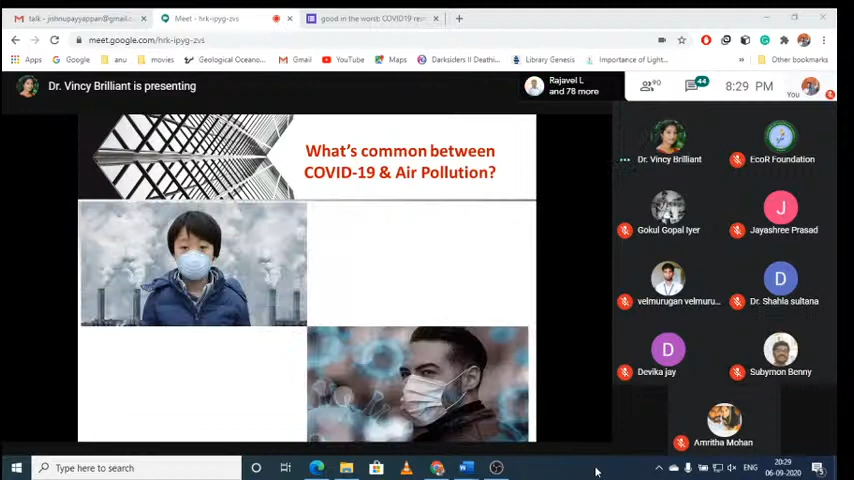 talk - jishnupayyappan@gmail.
Meet - hrk-ipyg-zvs
good in the worst: COVID19 res
meet.google.com/hrk-ipyg-zvs
Apps
Google
anu
movies
Geological Oceano...
Gmail
YouTube
Maps
Darksiders II Deathi...
Library Genesis
Importance of Light...
Other bookmarks
Dr. Vincy Brilliant is presenting
Rajavel L
and 78 more
90
44
8:29 PM
You
What's common between
COVID-19 & Air Pollution?
Dr. Vincy Brilliant
EcoR Foundation
Gokul Gopal Iyer
J
Jayashree Prasad
velmurugan velmuru...
D
Dr. Shahla sultana
D
Devika jay
Subymon Benny
Amritha Mohan
Type here to search
ENG
20:29
06-09-2020
5